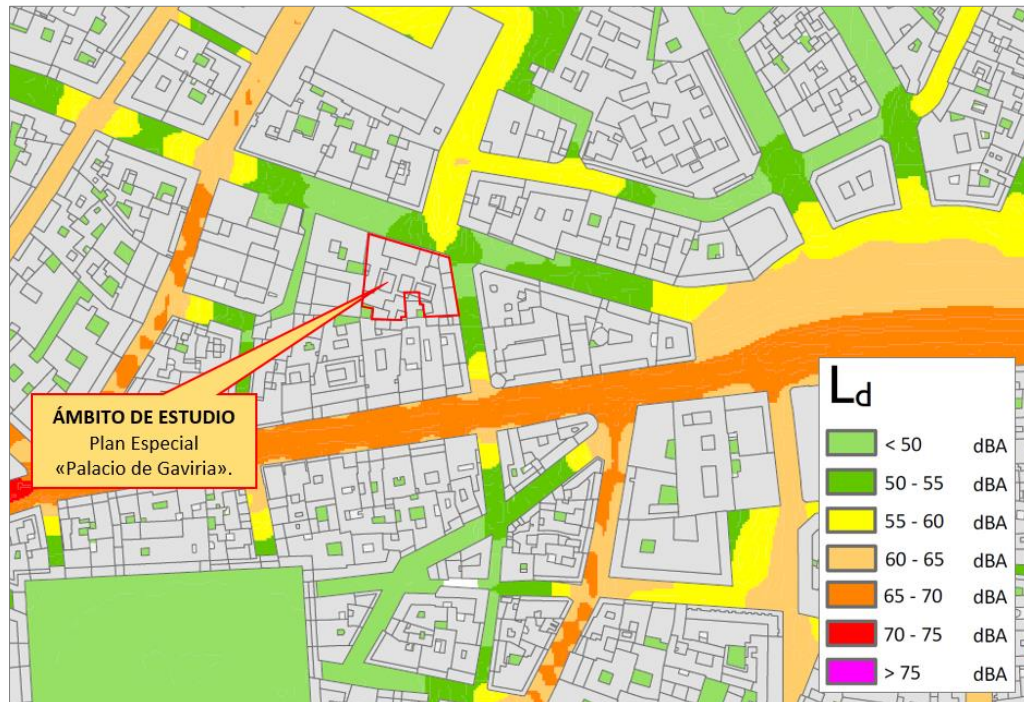 ÁMBITO DE ESTUDIO
Plan Especial
«Palacio de Gaviria».
Ld
< 50 dBA
50 - 55 dBA
55 - 60 dBA
60 - 65 dBA
65 - 70 dBA
70 - 75 dBA
> 75 dBA